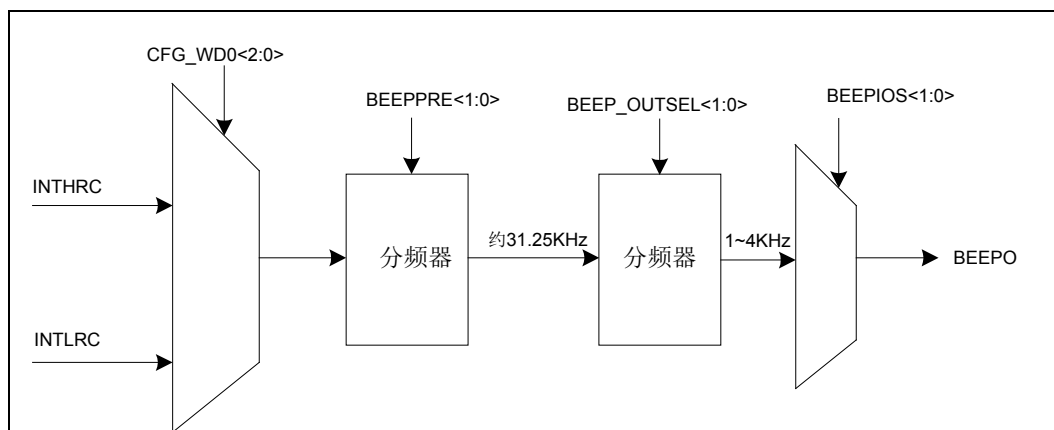 CFG_WD0<2:0>
BEEPPRE<1:0>
BEEP_OUTSEL<1:0>
BEEPIOS<1:0>
INTHRC
分频器
约31.25KHz
分频器
1~4KHz
BEEPO
INTLRC